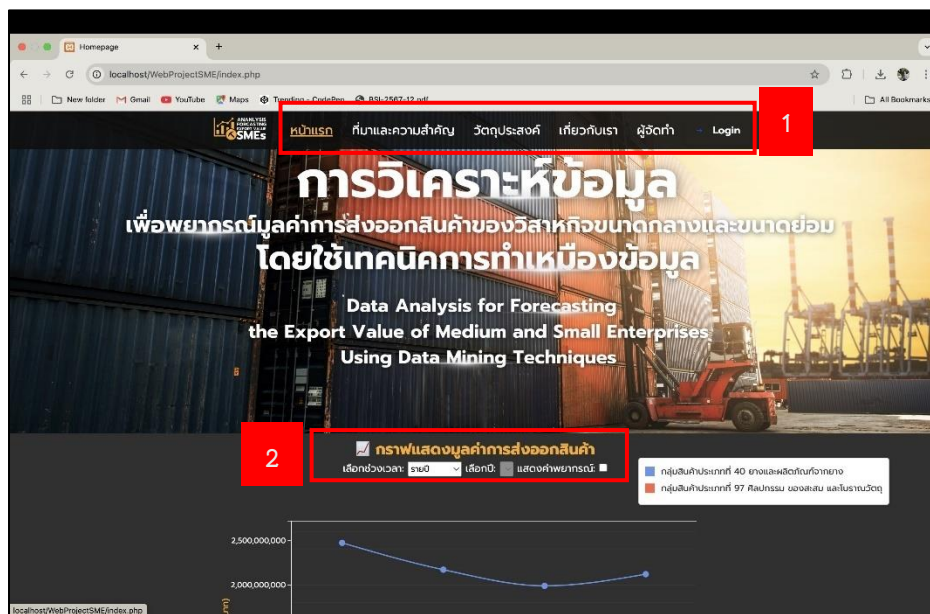 Homepage
localhost/WebProjectSME/index.php
New folder Gmail YouTube Maps Trending - CodePen BSI-2567-12.pdf All Bookmarks
ANANLYSIS
FORECASTING
EXPORT VALUE
SMEs
หน้าแรก ที่มาและความสำคัญ วัตถุประสงค์ เกี่ยวกับเรา ผู้จัดทำ → Login
1
การวิเคราะห์ข้อมูล
เพื่อพยากรณ์มูลค่าการส่งออกสินค้าของวิสาหกิจขนาดกลางและขนาดย่อม
โดยใช้เทคนิคการทำเหมืองข้อมูล
Data Analysis for Forecasting
the Export Value of Medium and Small Enterprises
Using Data Mining Techniques
2
กราฟแสดงมูลค่าการส่งออกสินค้า
เลือกช่วงเวลา: รายปี เลือกปี: แสดงค่าพยากรณ์:
กลุ่มสินค้าประเภทที่ 40 ยางและผลิตภัณฑ์จากยาง
กลุ่มสินค้าประเภทที่ 97 ศิลปกรรม ของสะสม และโบราณวัตถุ
2,500,000,000
2,000,000,000
localhost/WebProjectSME/index.php